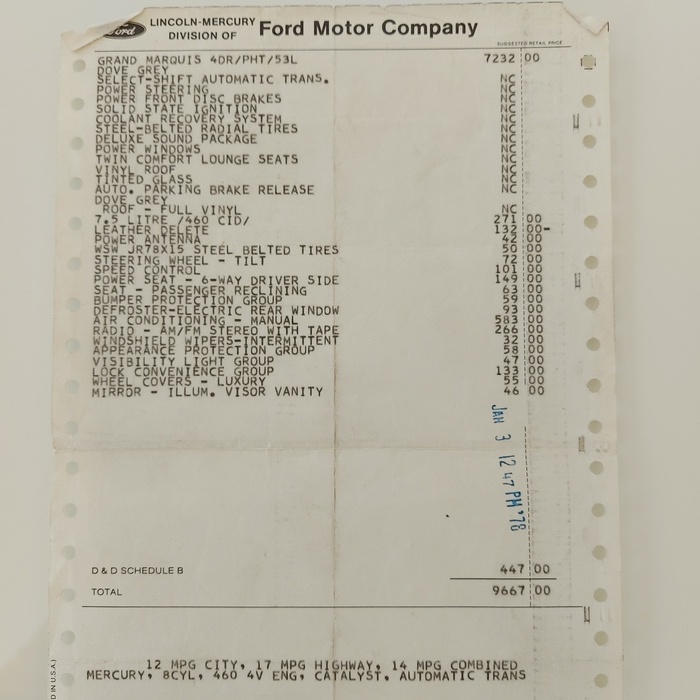 Ford
LINCOLN-MERCURY
DIVISION OF
Ford Motor Company
SUGGESTED RETAIL PRICE
GRAND MARQUIS 4DR/PHT/53L 7232 00
DOVE GREY
SELECT-SHIFT AUTOMATIC TRANS. NC
POWER STEERING NC
POWER FRONT DISC BRAKES NC
SOLID STATE IGNITION NC
COOLANT RECOVERY SYSTEM NC
STEEL-BELTED RADIAL TIRES NC
DELUXE SOUND PACKAGE NC
POWER WINDOWS NC
TWIN COMFORT LOUNGE SEATS NC
VINYL ROOF NC
TINTED GLASS NC
AUTO. PARKING BRAKE RELEASE NC
DOVE GREY
ROOF - FULL VINYL NC
7.5 LITRE /460 CID/ 271 00
LEATHER DELETE 132 00-
POWER ANTENNA 42 00
WSW JR78X15 STEEL BELTED TIRES 50 00
STEERING WHEEL - TILT 72 00
SPEED CONTROL 101 00
POWER SEAT - 6-WAY DRIVER SIDE 149 00
SEAT - PASSENGER RECLINING 63 00
BUMPER PROTECTION GROUP 59 00
DEFROSTER-ELECTRIC REAR WINDOW 93 00
AIR CONDITIONING - MANUAL 583 00
RADIO - AM/FM STEREO WITH TAPE 266 00
WINDSHIELD WIPERS-INTERMITTENT 32 00
APPEARANCE PROTECTION GROUP 58 00
VISIBILITY LIGHT GROUP 47 00
LOCK CONVENIENCE GROUP 133 00
WHEEL COVERS - LUXURY 55 00
MIRROR - ILLUM. VISOR VANITY 46 00
JAN 3 12 47 PM '78
D & D SCHEDULE B 447 00
TOTAL 9667 00
12 MPG CITY, 17 MPG HIGHWAY, 14 MPG COMBINED
MERCURY, 8CYL, 460 4V ENG, CATALYST, AUTOMATIC TRANS
D IN U.S.A.)